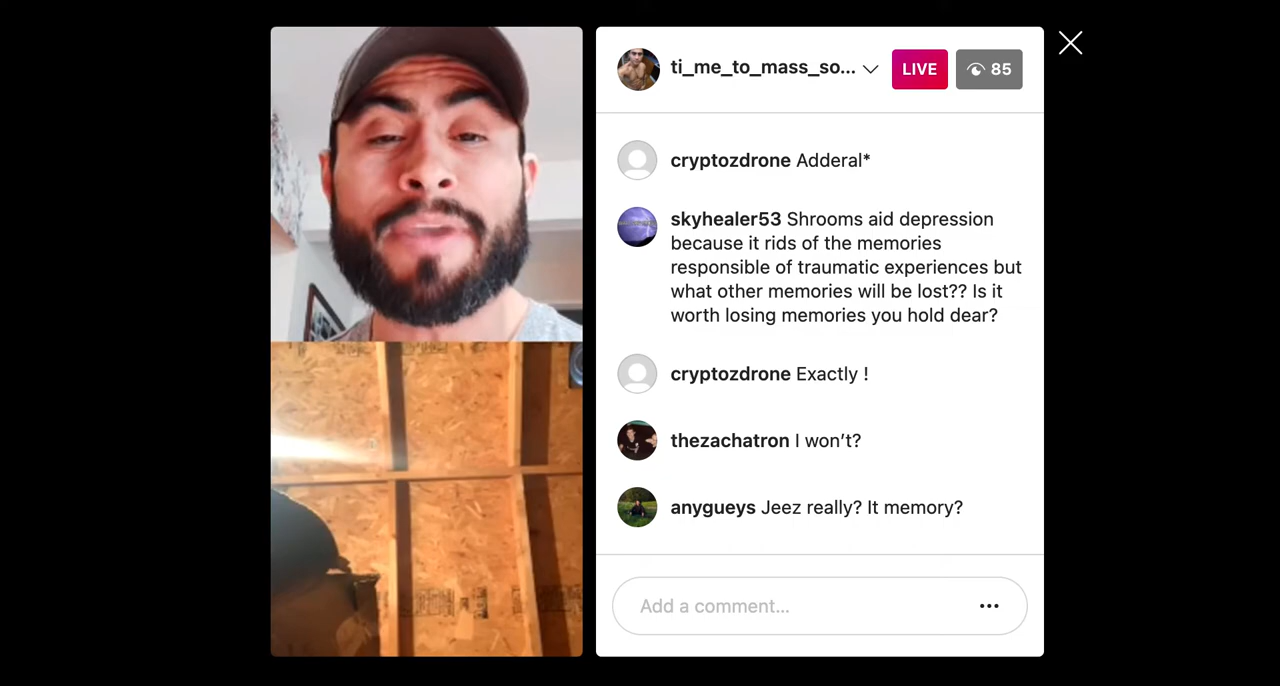 ti_me_to_mass_so... LIVE 85
cryptozdrone Adderal*
skyhealer53 Shrooms aid depression
because it rids of the memories
responsible of traumatic experiences but
what other memories will be lost?? Is it
worth losing memories you hold dear?
cryptozdrone Exactly !
thezachatron I won’t?
anygueys Jeez really? It memory?
Add a comment...